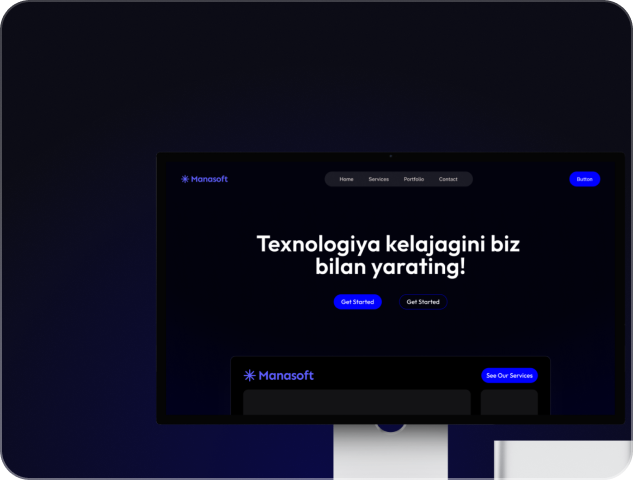 Manasoft
Home Services Portfolio Contact
Button
Texnologiya kelajagini biz
bilan yarating!
Get Started
Get Started
Manasoft
See Our Services